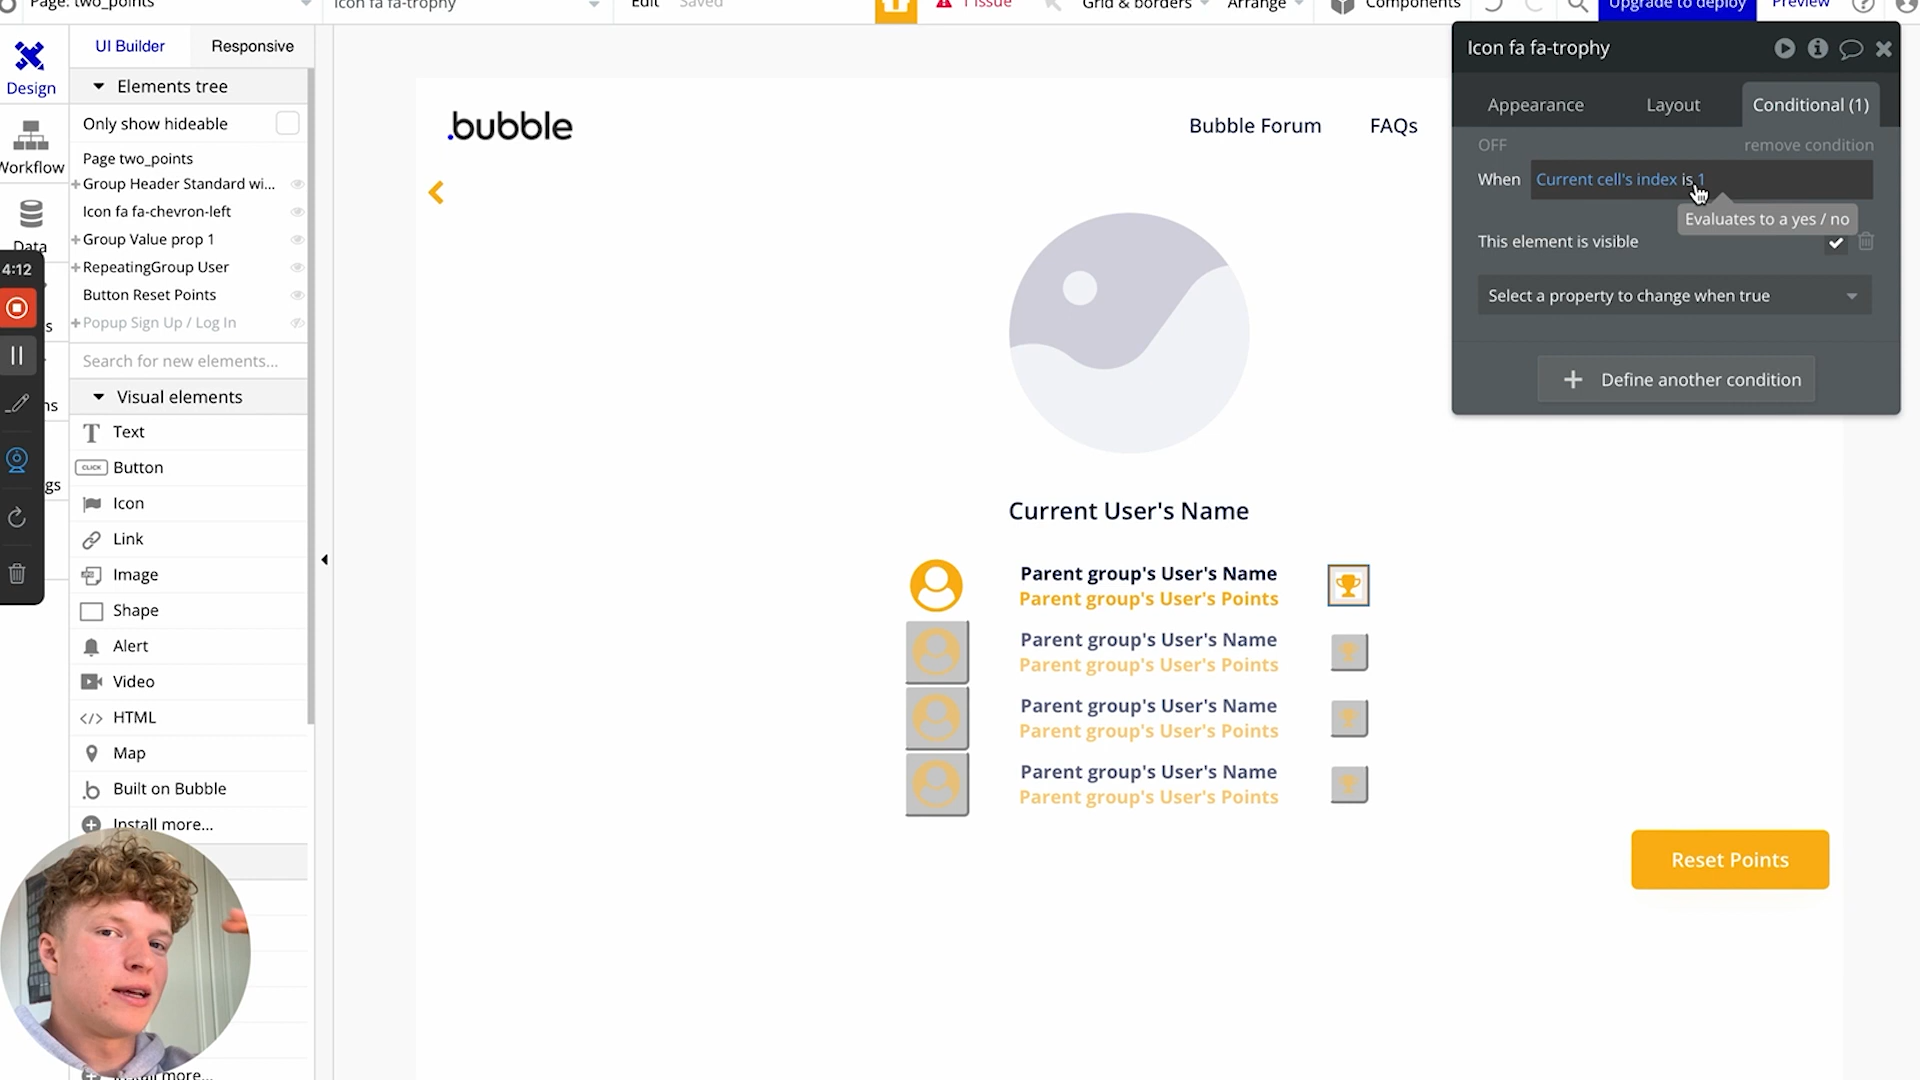 Page: two_points
Icon fa fa-trophy
Edit
Saved
1 issue
Grid & borders
Arrange
Components
Upgrade to deploy
Preview
UI Builder
Responsive
Design
Workflow
Data
Elements tree
Only show hideable
Page two_points
Group Header Standard wi...
Icon fa fa-chevron-left
Group Value prop 1
RepeatingGroup User
Button Reset Points
Popup Sign Up / Log In
Search for new elements...
4:12
s
ns
gs
Visual elements
Text
CLICK Button
Icon
Link
Image
Shape
Alert
Video
</> HTML
Map
Built on Bubble
Install more...
Install more...
.bubble
Bubble Forum
FAQs
Current User's Name
Parent group's User's Name
Parent group's User's Points
Parent group's User's Name
Parent group's User's Points
Parent group's User's Name
Parent group's User's Points
Parent group's User's Name
Parent group's User's Points
Reset Points
Icon fa fa-trophy
Appearance
Layout
Conditional (1)
OFF
remove condition
When
Current cell's index is 1
Evaluates to a yes / no
This element is visible
Select a property to change when true
+ Define another condition